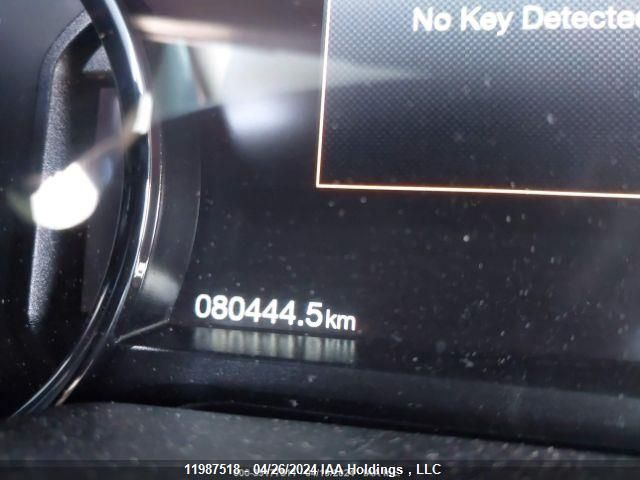 No Key Detected
080444.5km
11987518 - 04/26/2024 IAA Holdings , LLC